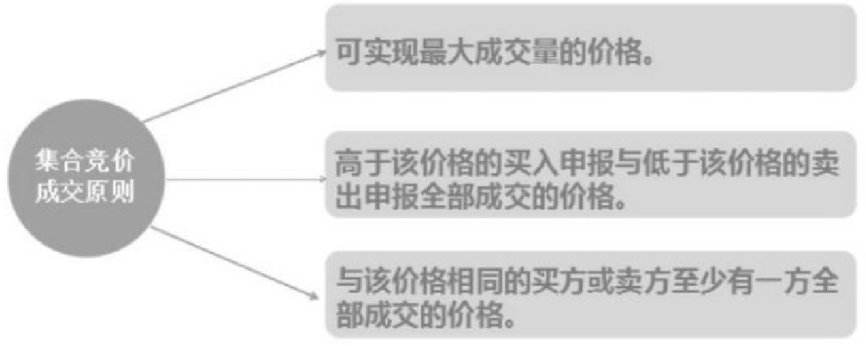 集合竞价
成交原则
可实现最大成交量的价格。
高于该价格的买入申报与低于该价格的卖
出申报全部成交的价格。
与该价格相同的买方或卖方至少有一方全
部成交的价格。